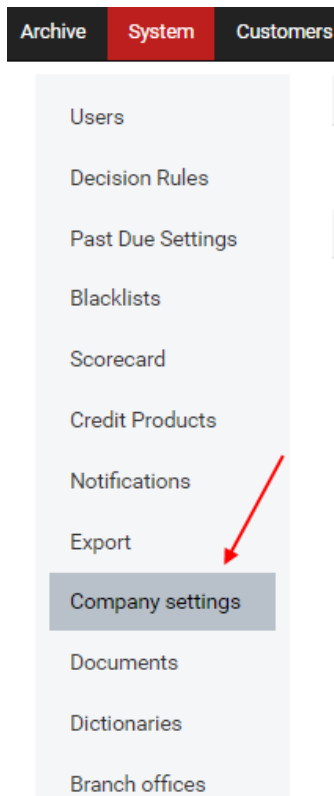 Archive System Customers
Users
Decision Rules
Past Due Settings
Blacklists
Scorecard
Credit Products
Notifications
Export
Company settings
Documents
Dictionaries
Branch offices